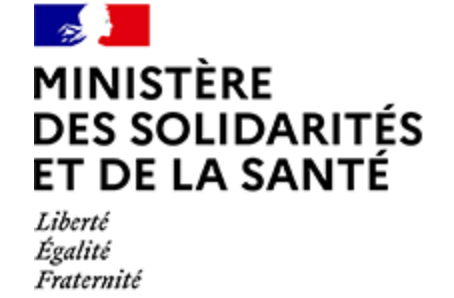 MINISTÈRE
DES SOLIDARITÉS
ET DE LA SANTÉ
Liberté
Égalité
Fraternité